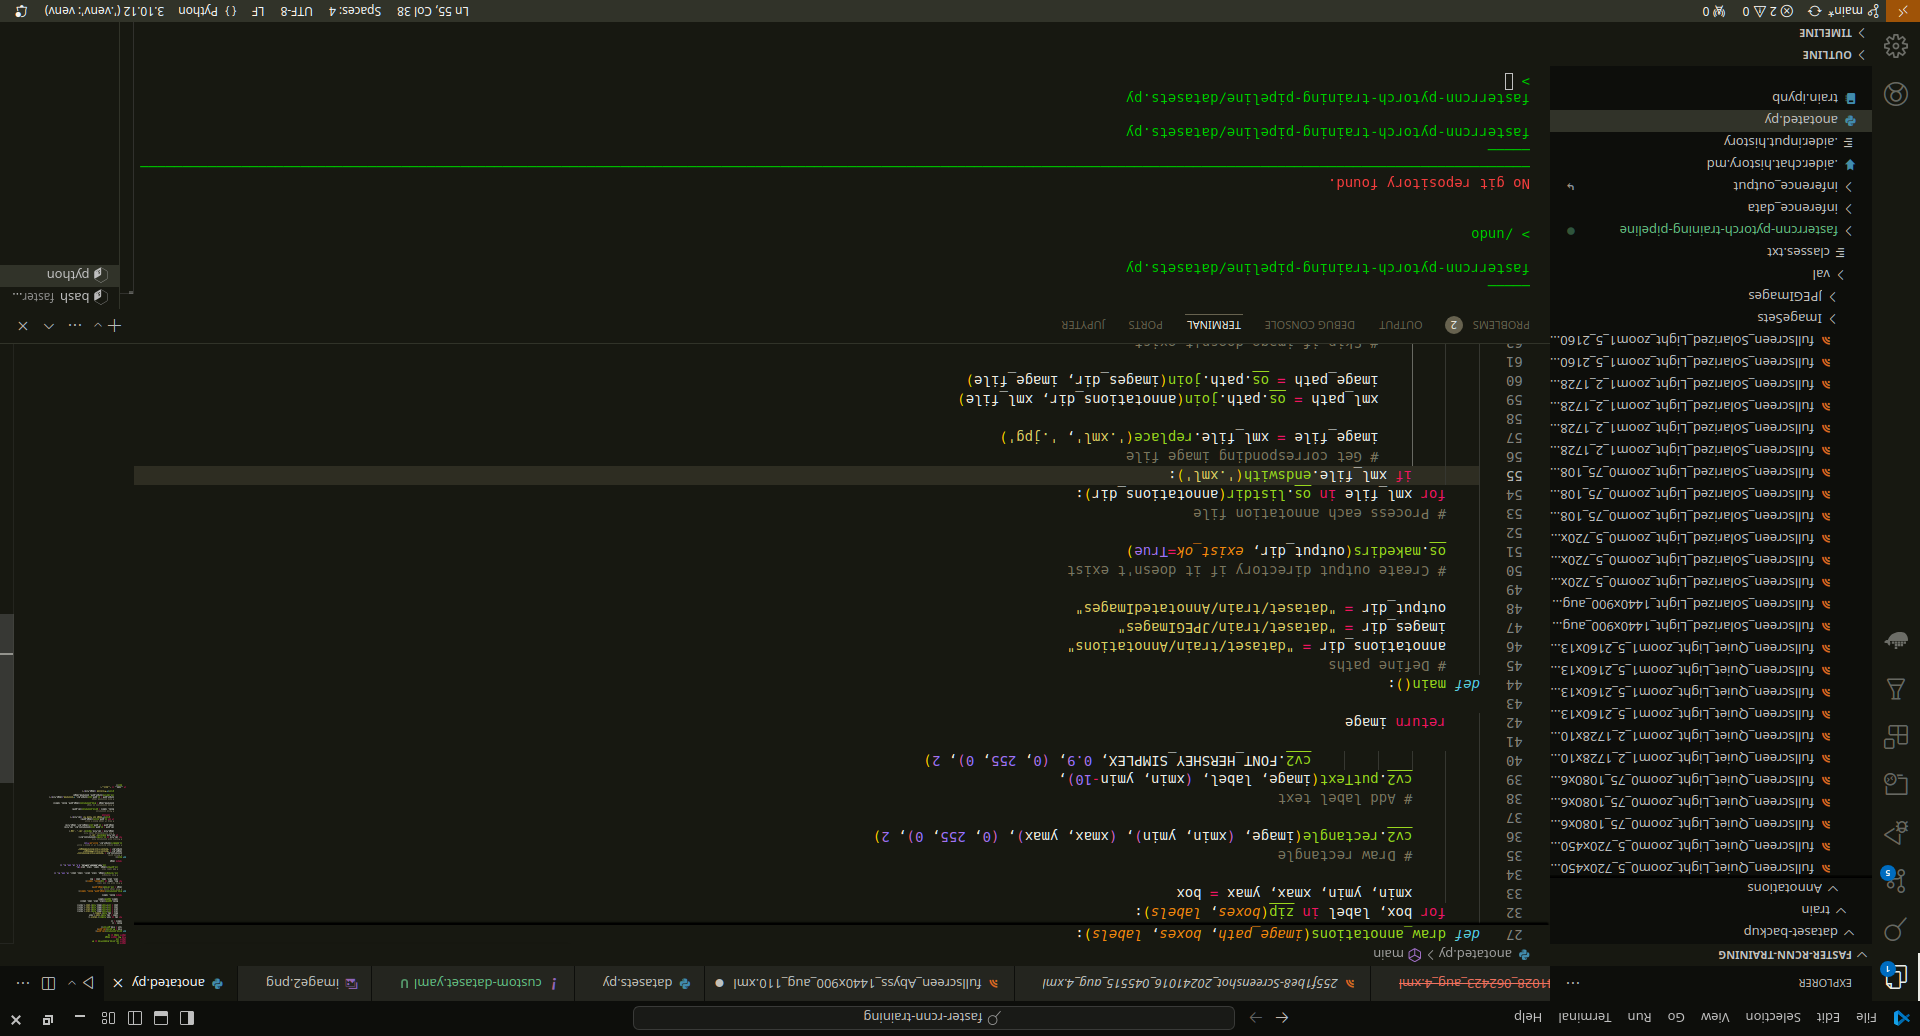 File Edit Selection View Go Run Terminal Help
faster-rcnn-training
EXPLORER
11028-062423_aug_4.xml
255f1be8-Screenshot_20241016_045515_aug_4.xml
fullscreen_Abyss_1440x900_aug_110.xml
datasets.py
custom-dataset.yaml U
image2.png
anotated.py
FASTER-RCNN-TRAINING
dataset-backup
train
Annotations
fullscreen_Quiet_Light_zoom0_5_720x450...
fullscreen_Quiet_Light_zoom0_5_720x450...
fullscreen_Quiet_Light_zoom0_75_1080x6...
fullscreen_Quiet_Light_zoom0_75_1080x6...
fullscreen_Quiet_Light_zoom0_75_1080x6...
fullscreen_Quiet_Light_zoom1_2_1728x10...
fullscreen_Quiet_Light_zoom1_2_1728x10...
fullscreen_Quiet_Light_zoom1_5_2160x13...
fullscreen_Quiet_Light_zoom1_5_2160x13...
fullscreen_Quiet_Light_zoom1_5_2160x13...
fullscreen_Quiet_Light_zoom1_5_2160x13...
fullscreen_Solarized_Light_1440x900_aug...
fullscreen_Solarized_Light_1440x900_aug...
fullscreen_Solarized_Light_zoom0_5_720x...
fullscreen_Solarized_Light_zoom0_5_720x...
fullscreen_Solarized_Light_zoom0_5_720x...
fullscreen_Solarized_Light_zoom0_75_108...
fullscreen_Solarized_Light_zoom0_75_108...
fullscreen_Solarized_Light_zoom0_75_108...
fullscreen_Solarized_Light_zoom1_2_1728...
fullscreen_Solarized_Light_zoom1_2_1728...
fullscreen_Solarized_Light_zoom1_2_1728...
fullscreen_Solarized_Light_zoom1_2_1728...
fullscreen_Solarized_Light_zoom1_5_2160...
fullscreen_Solarized_Light_zoom1_5_2160...
ImageSets
JPEGImages
val
classes.txt
fasterrcnn-pytorch-training-pipeline
inference_data
inference_output
.aider.chat.history.md
.aider.input.history
anotated.py
train.ipynb
OUTLINE
TIMELINE
anotated.py > main
27 def draw_annotations(image_path, boxes, labels):
32 for box, label in zip(boxes, labels):
33 xmin, ymin, xmax, ymax = box
34
35 # Draw rectangle
36 cv2.rectangle(image, (xmin, ymin), (xmax, ymax), (0, 255, 0), 2)
37
38 # Add label text
39 cv2.putText(image, label, (xmin, ymin-10),
40 cv2.FONT_HERSHEY_SIMPLEX, 0.9, (0, 255, 0), 2)
41
42 return image
43
44 def main():
45 # Define paths
46 annotations_dir = "dataset/train/Annotations"
47 images_dir = "dataset/train/JPEGImages"
48 output_dir = "dataset/train/AnnotatedImages"
49
50 # Create output directory if it doesn't exist
51 os.makedirs(output_dir, exist_ok=True)
52
53 # Process each annotation file
54 for xml_file in os.listdir(annotations_dir):
55 if xml_file.endswith('.xml'):
56 # Get corresponding image file
57 image_file = xml_file.replace('.xml', '.jpg')
58
59 xml_path = os.path.join(annotations_dir, xml_file)
60 image_path = os.path.join(images_dir, image_file)
61
62 # Skip if image doesn't exist
PROBLEMS 2 OUTPUT DEBUG CONSOLE TERMINAL PORTS JUPYTER
fasterrcnn-pytorch-training-pipeline/datasets.py
> /undo
No git repository found.
fasterrcnn-pytorch-training-pipeline/datasets.py
fasterrcnn-pytorch-training-pipeline/datasets.py
>
bash faster...
python
main* 2 0 0
Ln 55, Col 38 Spaces: 4 UTF-8 LF {} Python 3.10.12 ('.venv': venv)
1
5